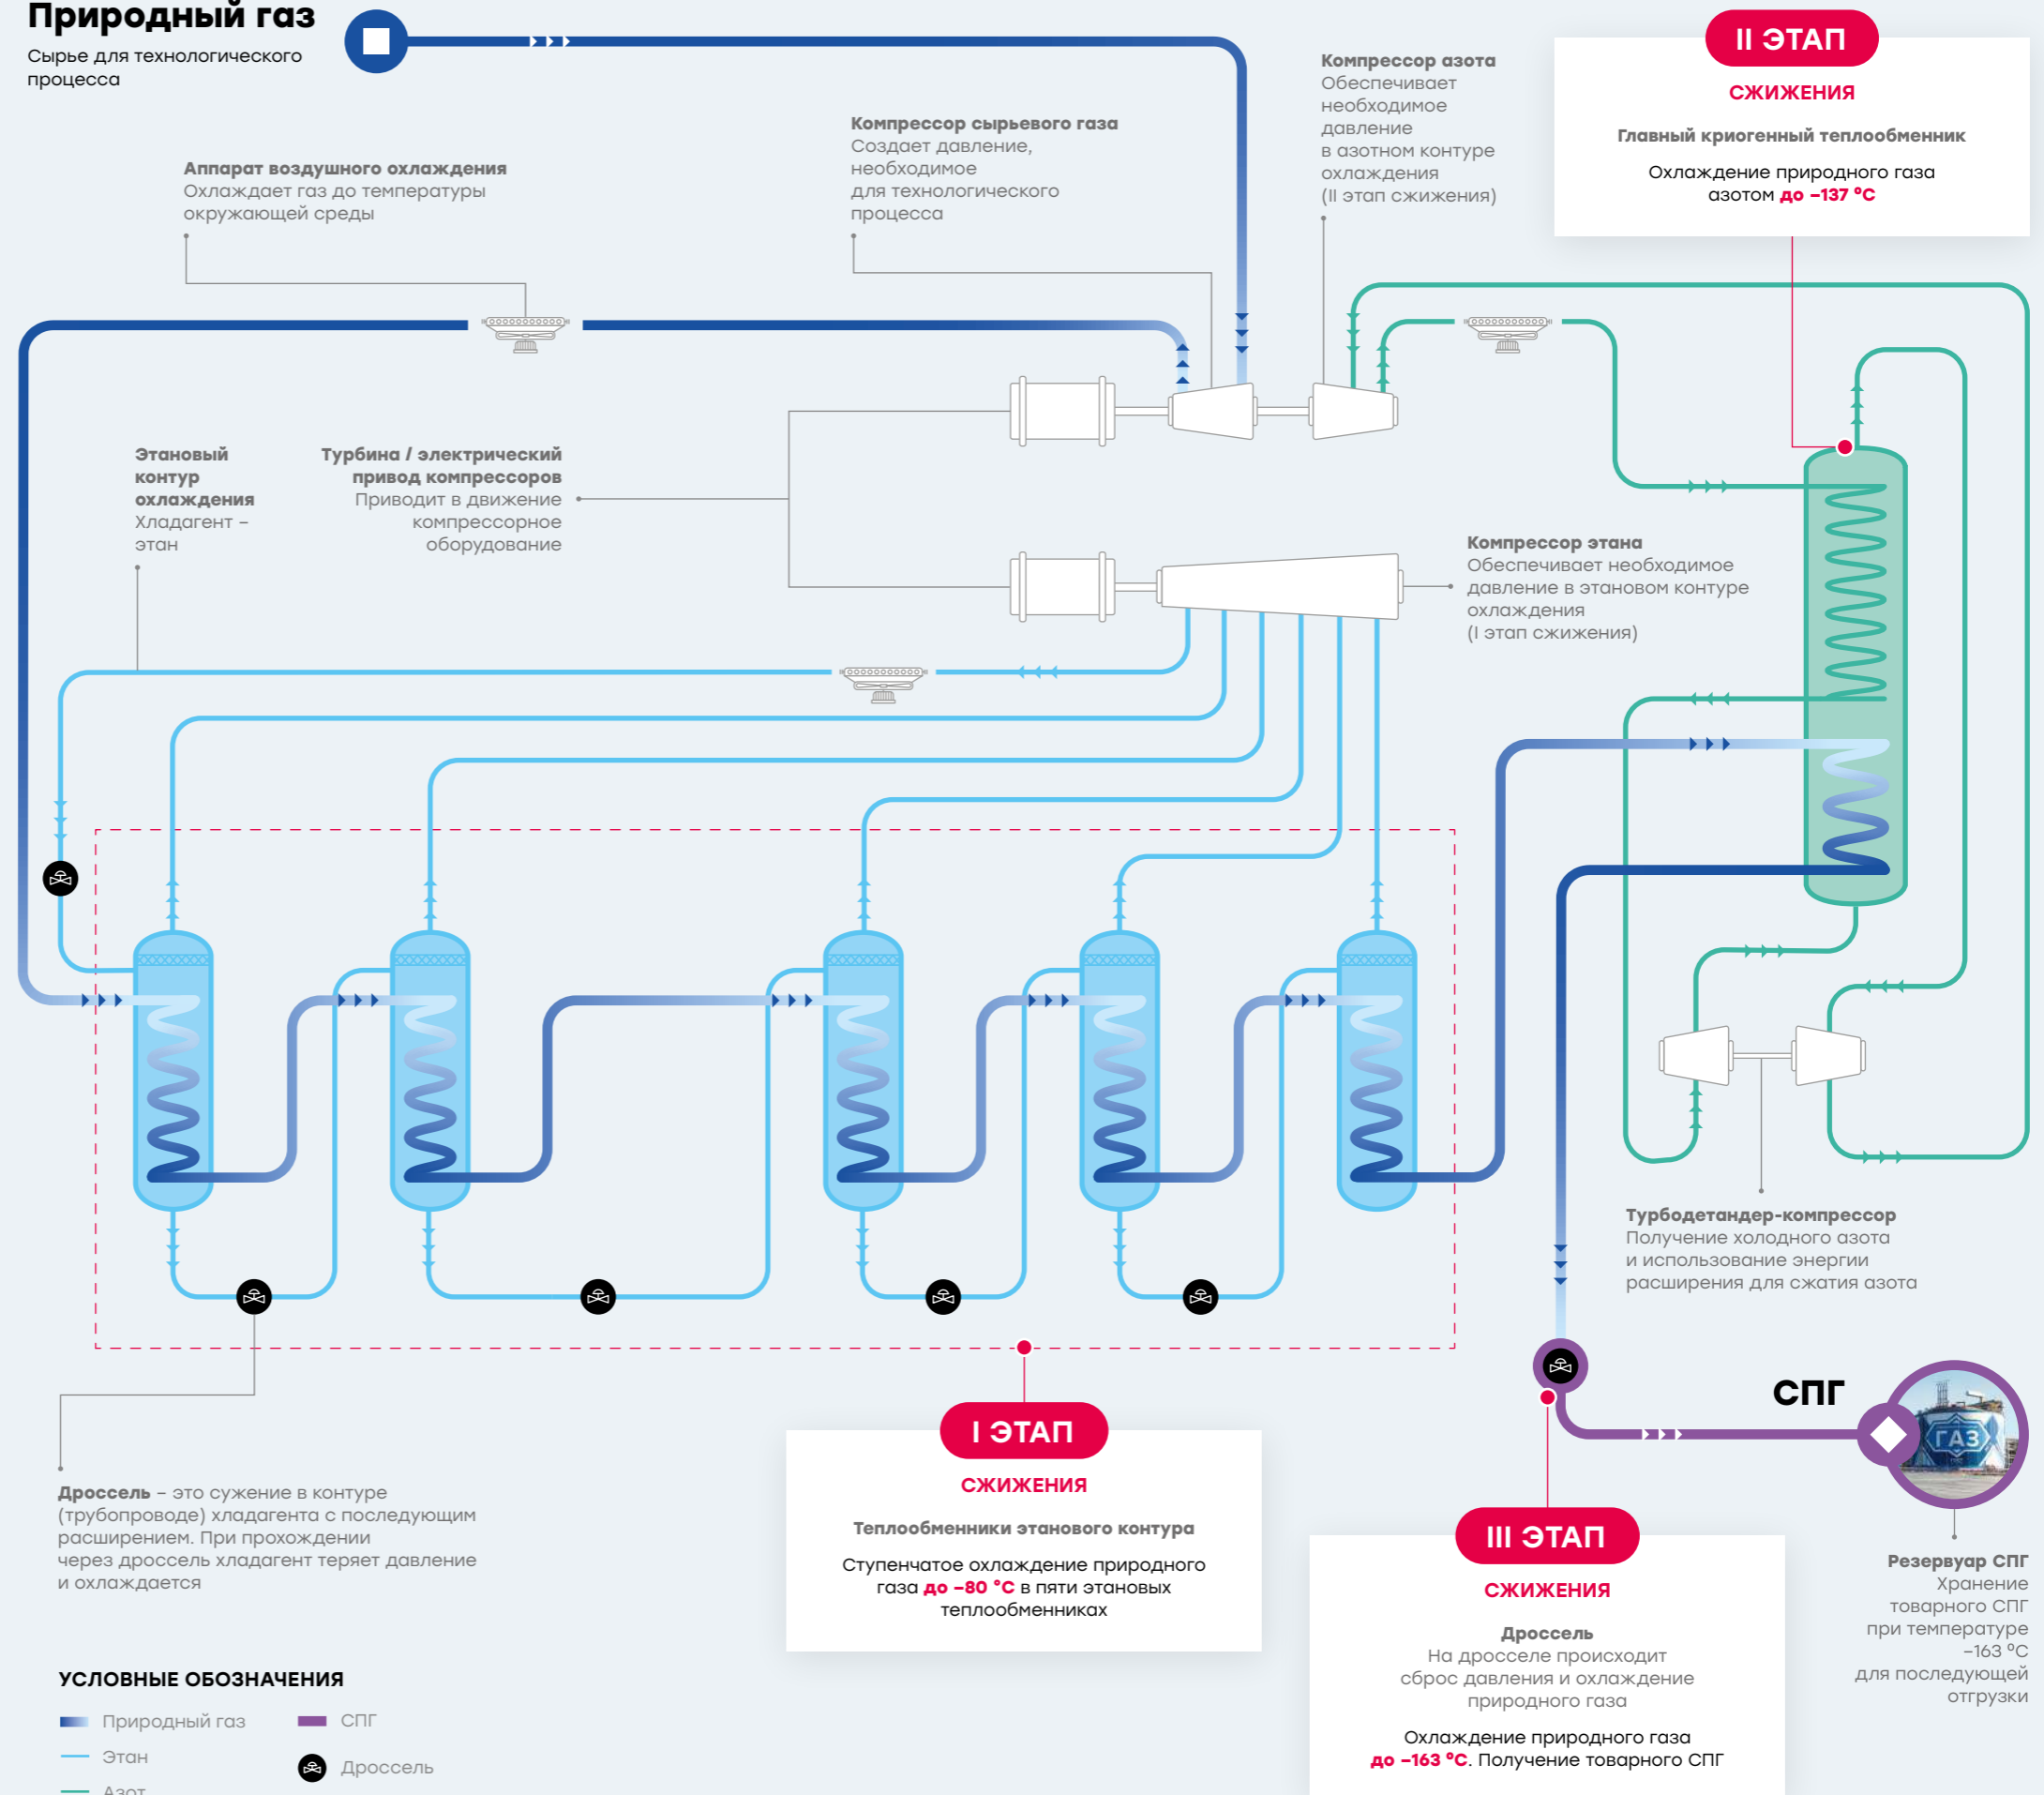 Природный газ
Сырье для технологического
процесса
Аппарат воздушного охлаждения
Охлаждает газ до температуры
окружающей среды
Компрессор сырьевого газа
Создает давление,
необходимое
для технологического
процесса
Компрессор азота
Обеспечивает
необходимое
давление
в азотном контуре
охлаждения
(II этап сжижения)
II ЭТАП
СЖИЖЕНИЯ
Главный криогенный теплообменник
Охлаждение природного газа
азотом до –137 °C
Этановый
контур
охлаждения
Хладагент –
этан
Турбина / электрический
привод компрессоров
Приводит в движение
компрессорное
оборудование
Компрессор этана
Обеспечивает необходимое
давление в этановом контуре
охлаждения
(I этап сжижения)
Турбодетандер-компрессор
Получение холодного азота
и использование энергии
расширения для сжатия азота
СПГ
ГАЗ
Резервуар СПГ
Хранение
товарного СПГ
при температуре
–163 °C
для последующей
отгрузки
I ЭТАП
СЖИЖЕНИЯ
Теплообменники этанового контура
Ступенчатое охлаждение природного
газа до –80 °C в пяти этановых
теплообменниках
III ЭТАП
СЖИЖЕНИЯ
Дроссель
На дросселе происходит
сброс давления и охлаждение
природного газа
Охлаждение природного газа
до –163 °C. Получение товарного СПГ
Дроссель – это сужение в контуре
(трубопроводе) хладагента с последующим
расширением. При прохождении
через дроссель хладагент теряет давление
и охлаждается
УСЛОВНЫЕ ОБОЗНАЧЕНИЯ
Природный газ
СПГ
Этан
Дроссель
Азот